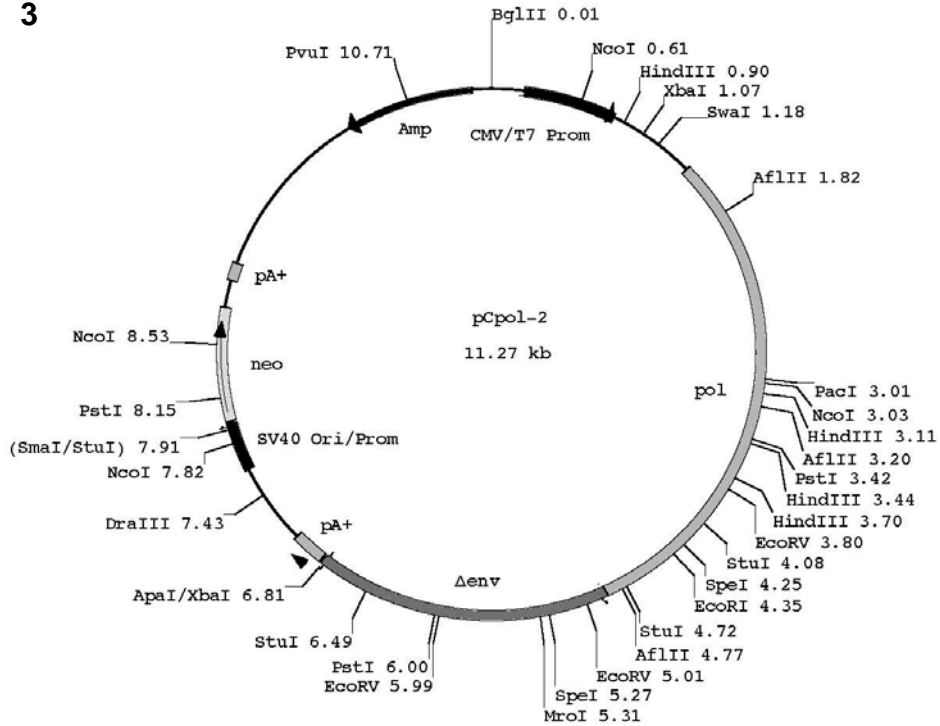 3
BglII 0.01
PvuI 10.71
NcoI 0.61
HindIII 0.90
XbaI 1.07
SwaI 1.18
Amp
CMV/T7 Prom
AflII 1.82
pA+
pCpol-2
11.27 kb
NcoI 8.53
neo
pol
PacI 3.01
NcoI 3.03
HindIII 3.11
AflII 3.20
PstI 3.42
HindIII 3.44
HindIII 3.70
EcoRV 3.80
StuI 4.08
SpeI 4.25
EcoRI 4.35
PstI 8.15
(SmaI/StuI) 7.91
SV40 Ori/Prom
NcoI 7.82
DraIII 7.43
pA+
Δenv
ApaI/XbaI 6.81
StuI 6.49
StuI 4.72
AflII 4.77
PstI 6.00
EcoRV 5.99
EcoRV 5.01
SpeI 5.27
MroI 5.31